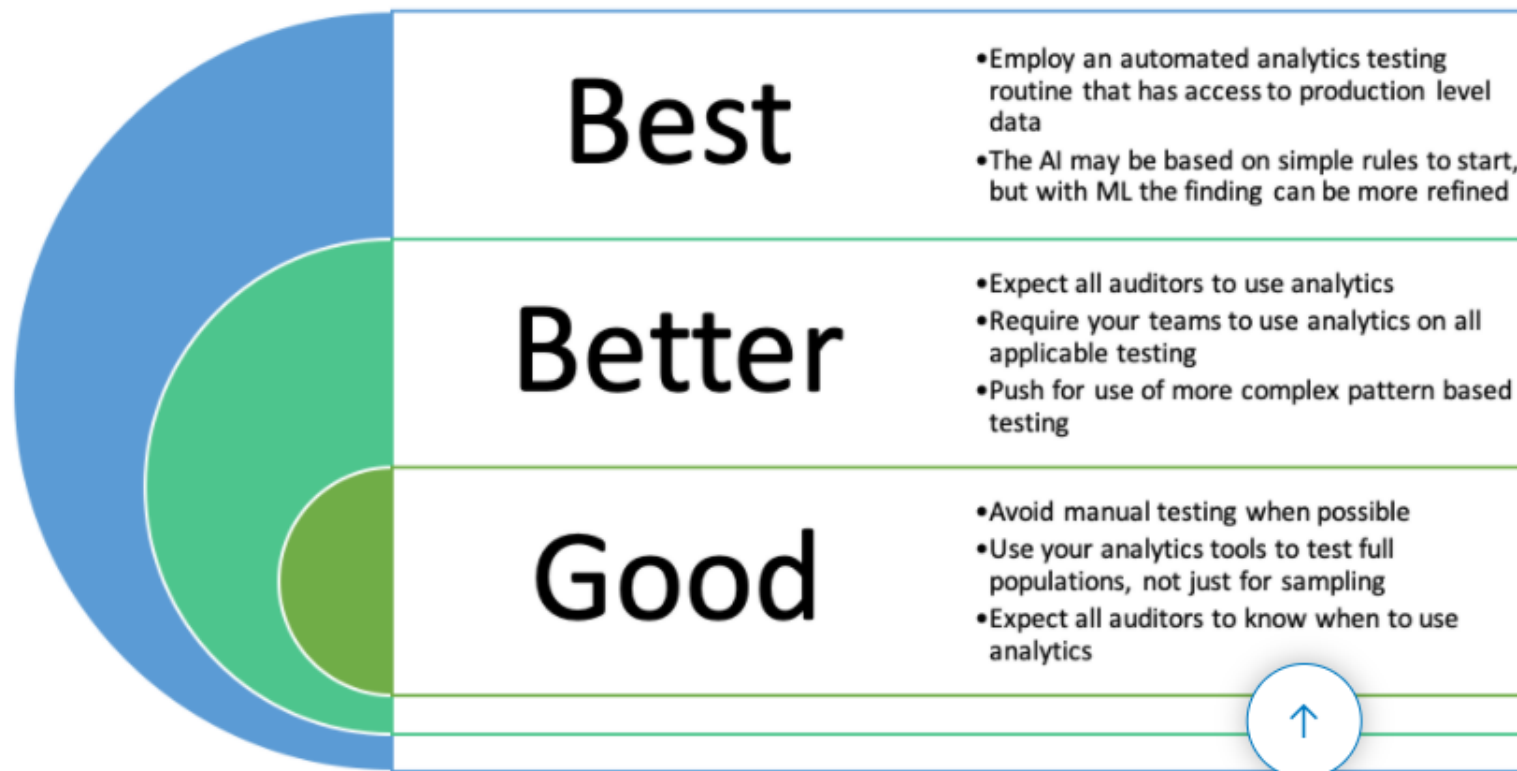 Best
•Employ an automated analytics testing
routine that has access to production level
data
•The AI may be based on simple rules to start,
but with ML the finding can be more refined
Better
•Expect all auditors to use analytics
•Require your teams to use analytics on all
applicable testing
•Push for use of more complex pattern based
testing
Good
•Avoid manual testing when possible
•Use your analytics tools to test full
populations, not just for sampling
•Expect all auditors to know when to use
analytics